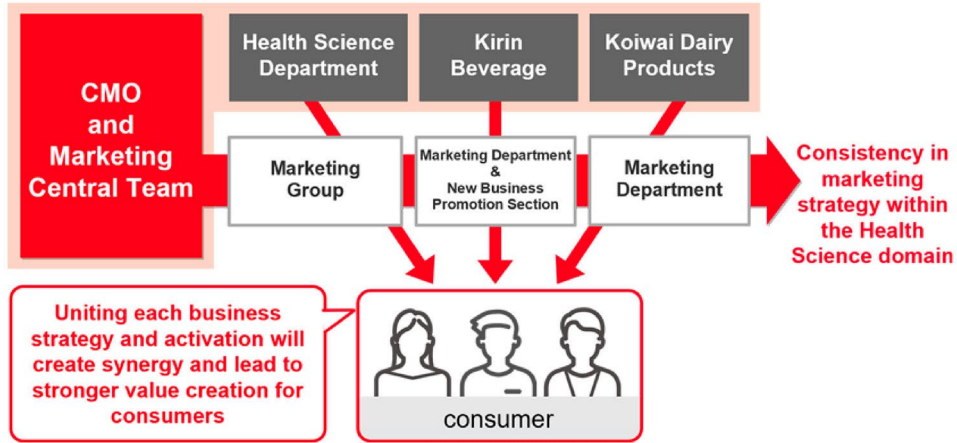 CMO
and
Marketing
Central Team
Health Science
Department
Kirin
Beverage
Koiwai Dairy
Products
Marketing
Group
Marketing Department
&
New Business
Promotion Section
Marketing
Department
Consistency in
marketing
strategy within
the Health
Science domain
Uniting each business
strategy and activation will
create synergy and lead to
stronger value creation for
consumers
consumer